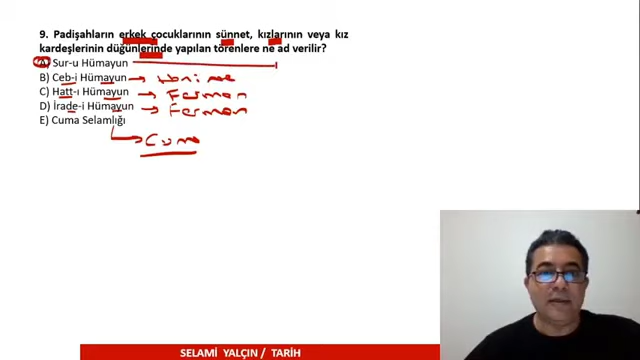 9. Padişahların erkek çocuklarının sünnet, kızlarının veya kız
kardeşlerinin düğünlerinde yapılan törenlere ne ad verilir?
A) Sur-u Hümayun
B) Ceb-i Hümayun → Hazine
C) Hatt-ı Hümayun → Ferman
D) İrade-i Hümayun → Ferman
E) Cuma Selamlığı
→ Cuma
SELAMİ YALÇIN / TARİH